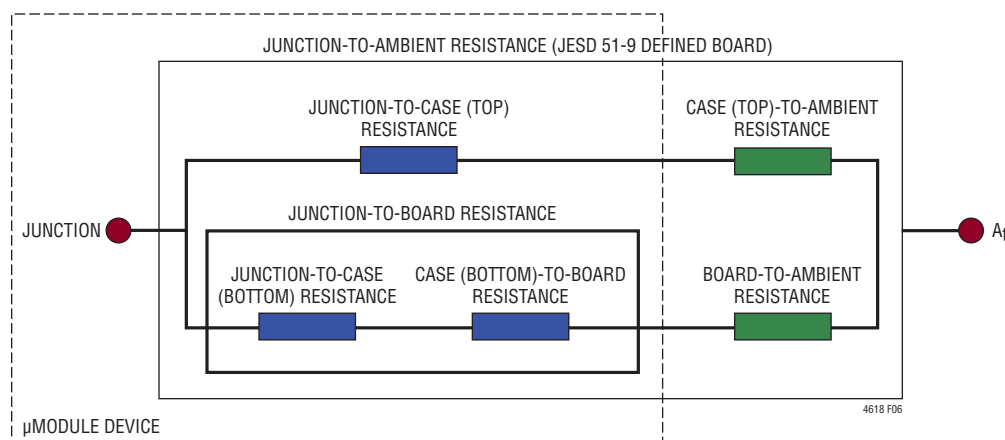 JUNCTION-TO-AMBIENT RESISTANCE (JESD 51-9 DEFINED BOARD)
JUNCTION-TO-CASE (TOP)
RESISTANCE
CASE (TOP)-TO-AMBIENT
RESISTANCE
JUNCTION-TO-BOARD RESISTANCE
JUNCTION
JUNCTION-TO-CASE
(BOTTOM) RESISTANCE
CASE (BOTTOM)-TO-BOARD
RESISTANCE
BOARD-TO-AMBIENT
RESISTANCE
4618 F06
µMODULE DEVICE